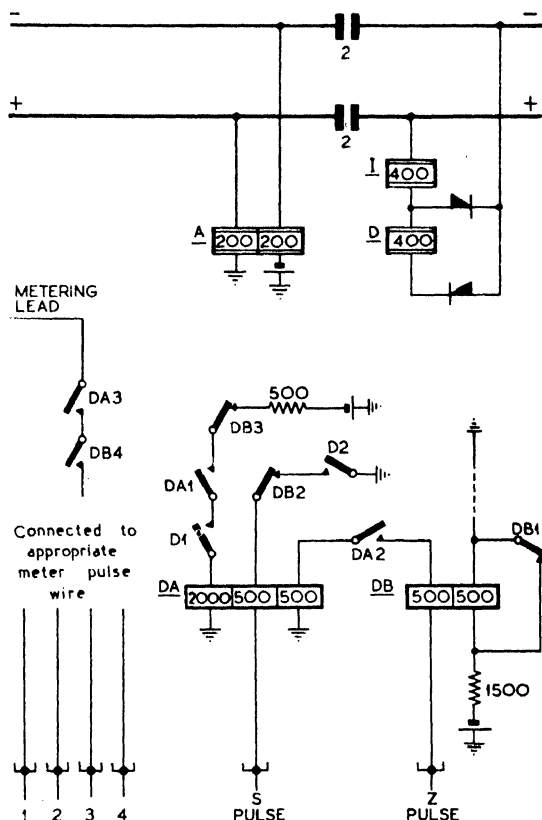 − −
2
+ +
2
I
400
A
200 200
D
400
METERING
LEAD
500
DA3
DB3
D2
DB4
DA1
DB2
DB1
Connected to
appropriate
meter pulse
wire
D1
DA2
DA
2000 500 500
DB
500 500
1500
1 2 3 4
S
PULSE
Z
PULSE